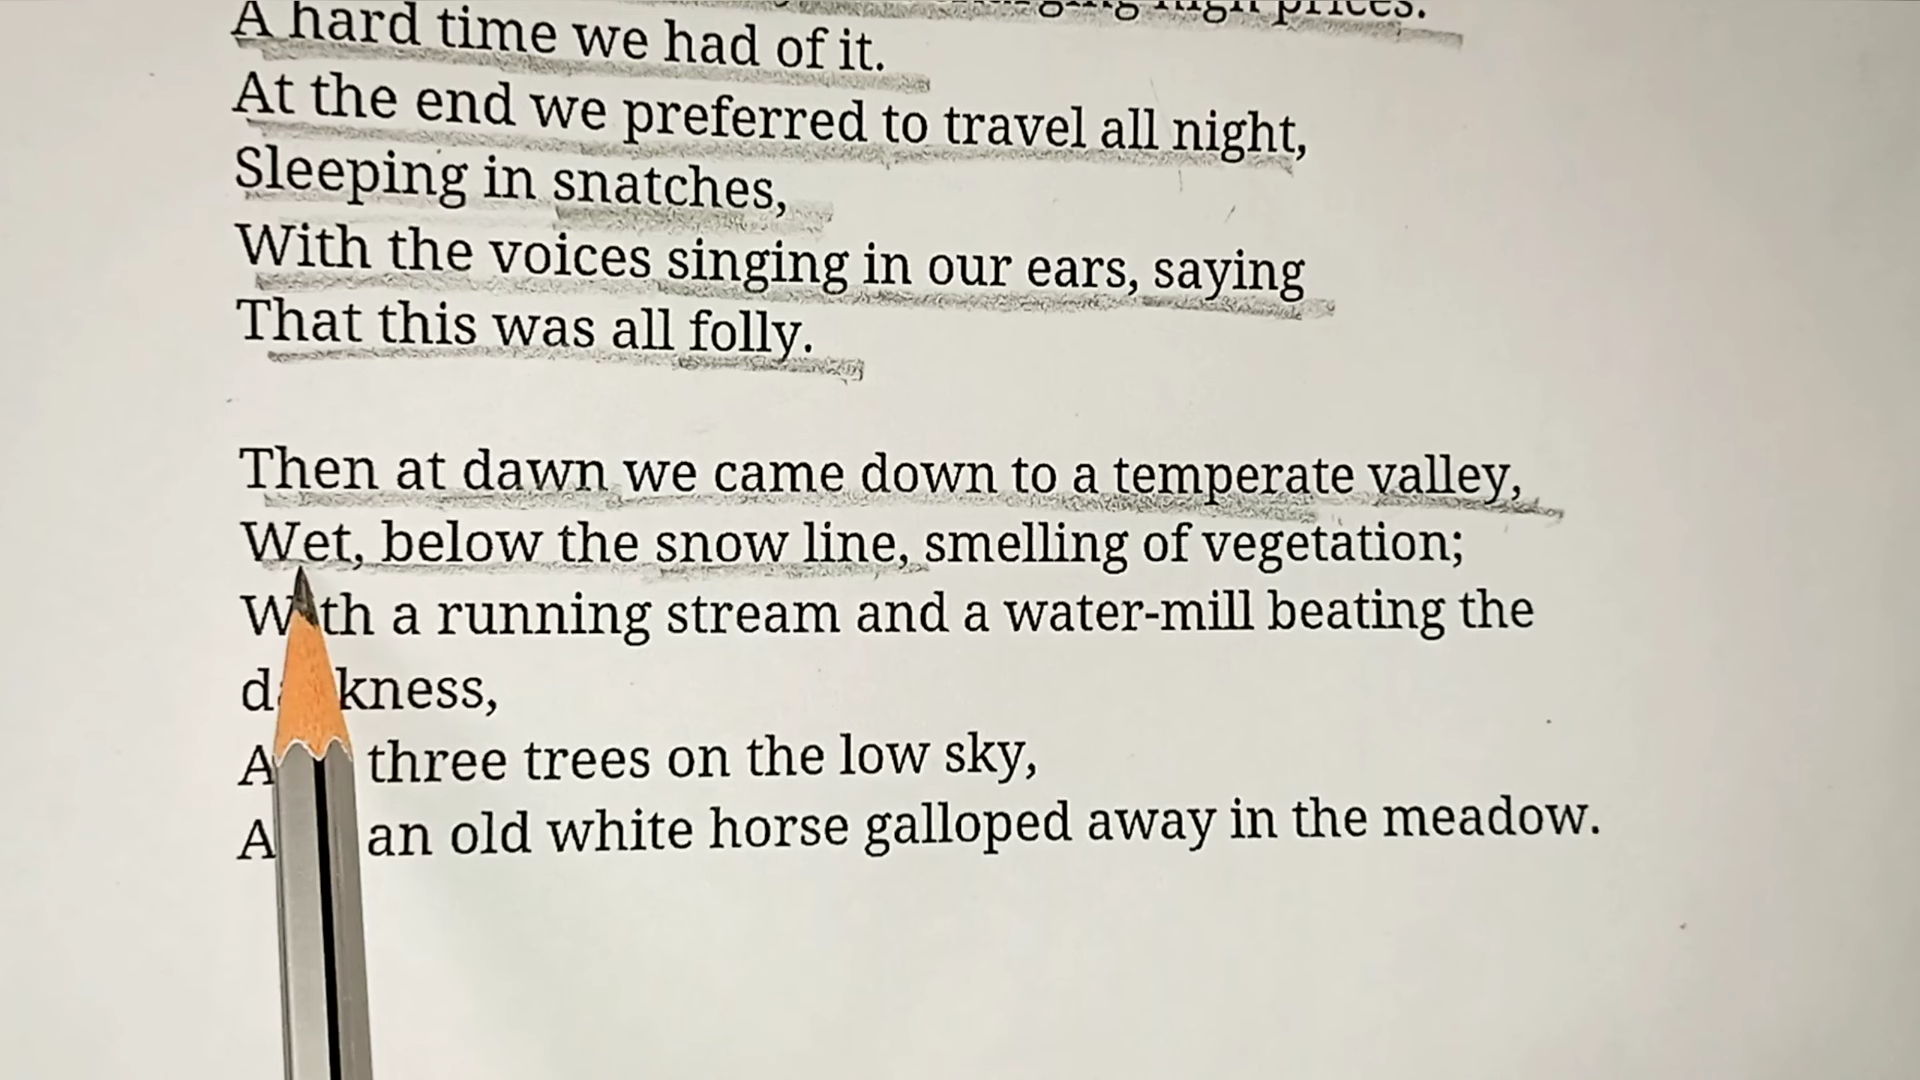 high prices.
A hard time we had of it.
At the end we preferred to travel all night,
Sleeping in snatches,
With the voices singing in our ears, saying
That this was all folly.
Then at dawn we came down to a temperate valley,
Wet, below the snow line, smelling of vegetation;
With a running stream and a water-mill beating the
darkness,
three trees on the low sky,
an old white horse galloped away in the meadow.